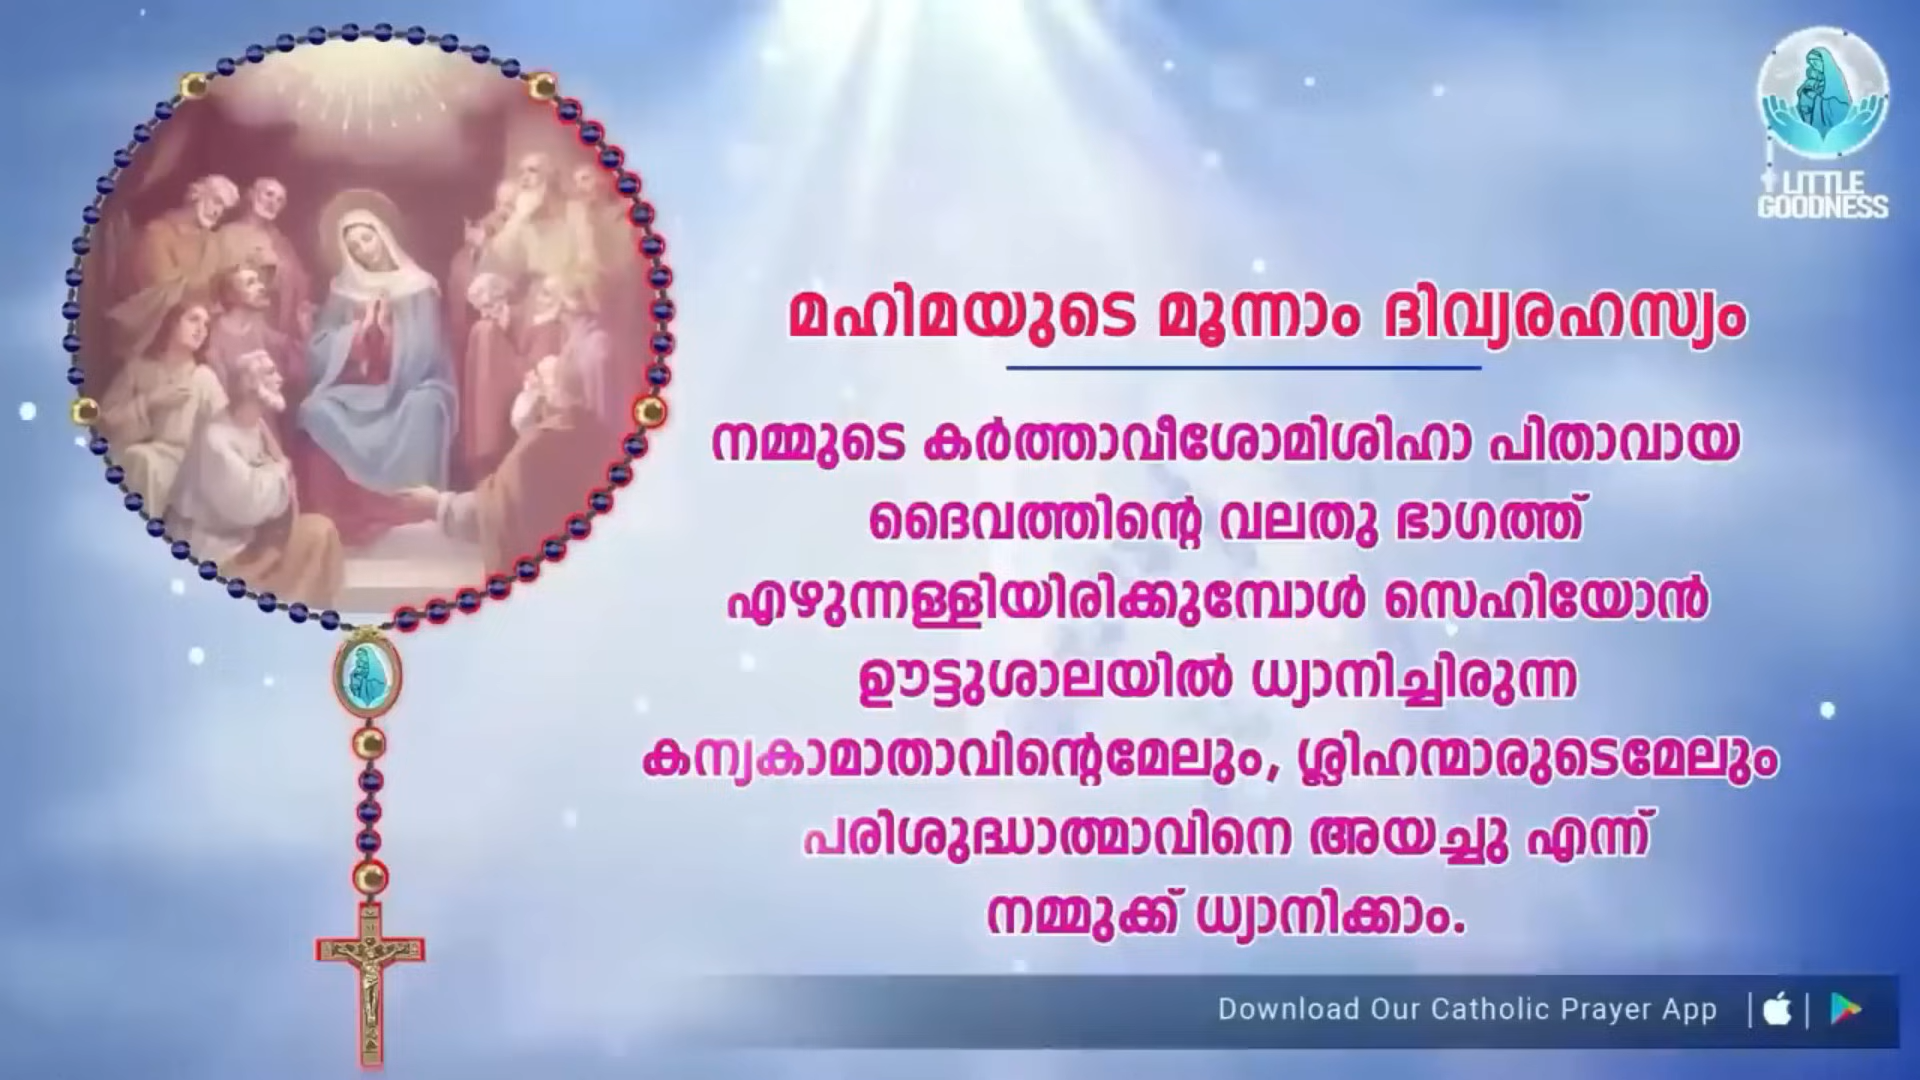 LITTLE
GOODNESS
മഹിമയുടെ മൂന്നാം ദിവ്യരഹസ്യം
നമ്മുടെ കർത്താവീശോമിശിഹാ പിതാവായ
ദൈവത്തിന്റെ വലതു ഭാഗത്ത്
എഴുന്നള്ളിയിരിക്കുമ്പോൾ സെഹിയോൻ
ഊട്ടുശാലയിൽ ധ്യാനിച്ചിരുന്ന
കന്യകാമാതാവിന്റെമേലും, ശ്ലിഹന്മാരുടെമേലും
പരിശുദ്ധാത്മാവിനെ അയച്ചു എന്ന്
നമ്മുക്ക് ധ്യാനിക്കാം.
Download Our Catholic Prayer App